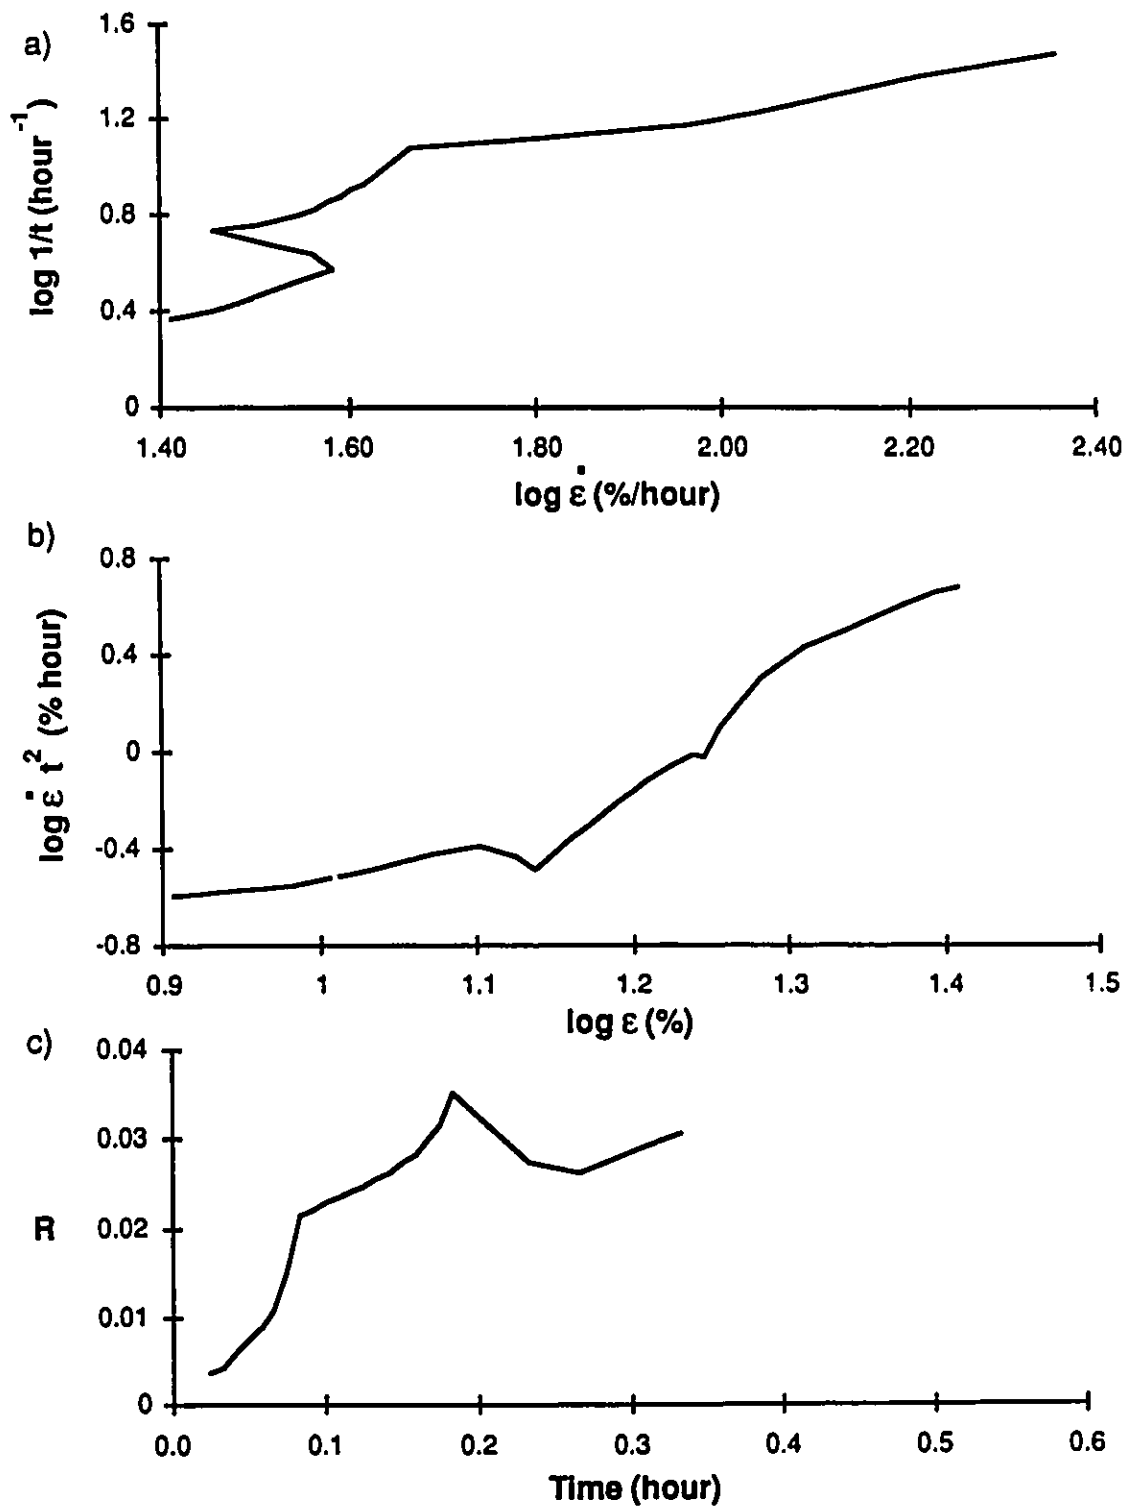 a)
1.6
1.2
0.8
0.4
0
log 1/t (hour⁻¹)
1.40 1.60 1.80 2.00 2.20 2.40
log ε̇ (%/hour)
b)
0.8
0.4
0
-0.4
-0.8
log ε̇ t² (% hour)
0.9 1 1.1 1.2 1.3 1.4 1.5
log ε (%)
c)
0.04
0.03
0.02
0.01
0
R
0.0 0.1 0.2 0.3 0.4 0.5 0.6
Time (hour)